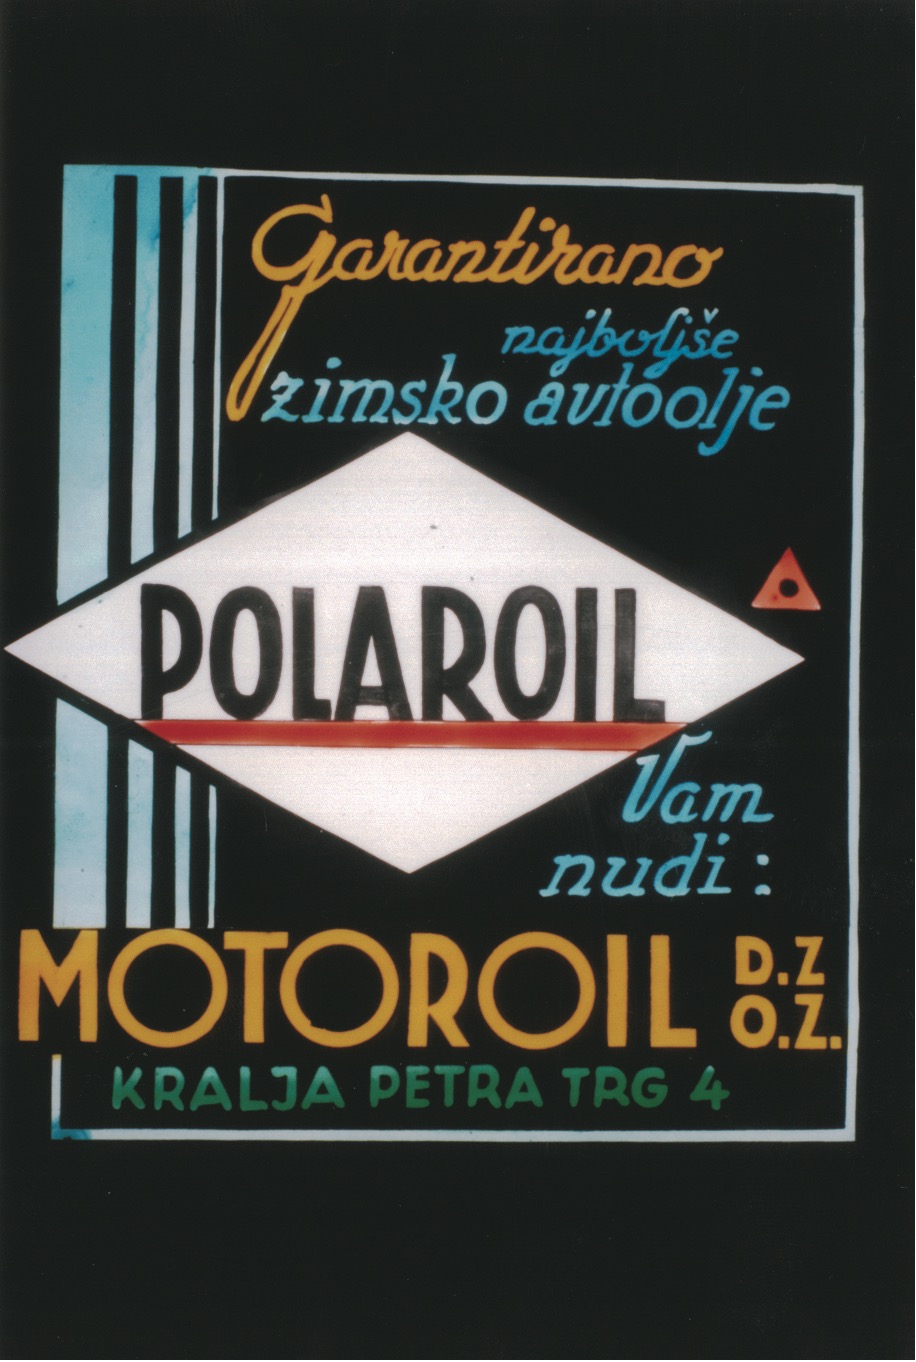 Garantirano
najboljše
zimsko avtoolje
POLAROIL
Vam
nudi:
MOTOROIL D.Z
O.Z.
KRALJA PETRA TRG 4